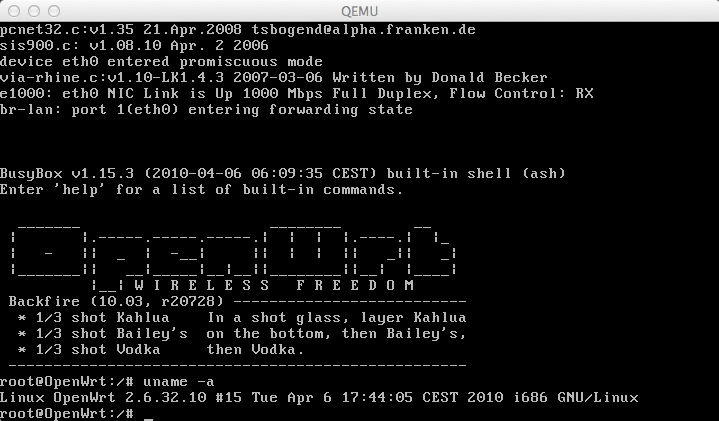 QEMU
pcnet32.c:v1.35 21.Apr.2008 tsbogend@alpha.franken.de
sis900.c: v1.08.10 Apr. 2 2006
device eth0 entered promiscuous mode
via-rhine.c:v1.10-LK1.4.3 2007-03-06 Written by Donald Becker
e1000: eth0 NIC Link is Up 1000 Mbps Full Duplex, Flow Control: RX
br-lan: port 1(eth0) entering forwarding state
BusyBox v1.15.3 (2010-04-06 06:09:35 CEST) built-in shell (ash)
Enter 'help' for a list of built-in commands.
OpenWrt
W I R E L E S S   F R E E D O M
Backfire (10.03, r20728) --------------------------
* 1/3 shot Kahlua    In a shot glass, layer Kahlua
* 1/3 shot Bailey's  on the bottom, then Bailey's,
* 1/3 shot Vodka     then Vodka.
---------------------------------------------------
root@OpenWrt:/# uname -a
Linux OpenWrt 2.6.32.10 #15 Tue Apr 6 17:44:05 CEST 2010 i686 GNU/Linux
root@OpenWrt:/# _